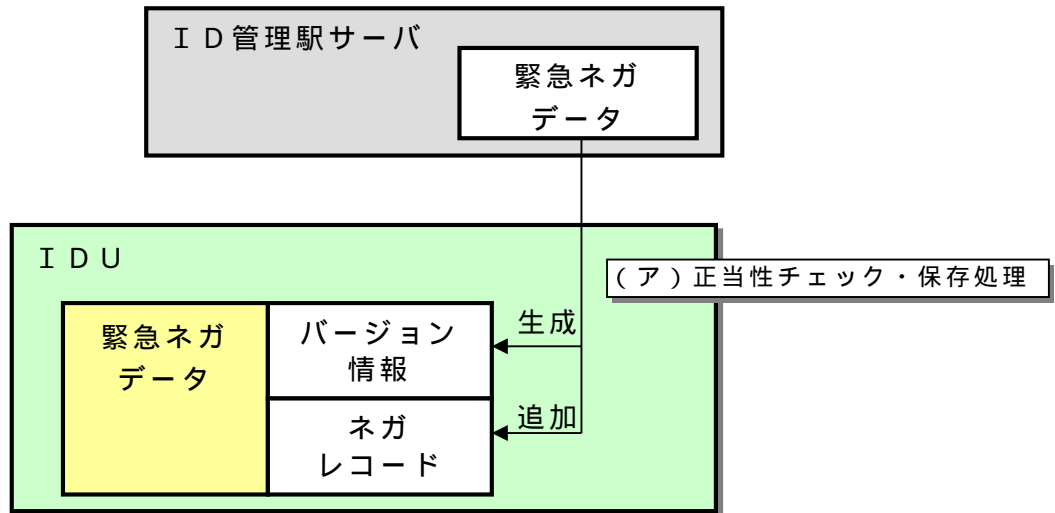 ＩＤ管理駅サーバ
緊急ネガ
データ
ＩＤＵ
（ア）正当性チェック・保存処理
緊急ネガ
データ
バージョン
情報
生成
ネガ
レコード
追加